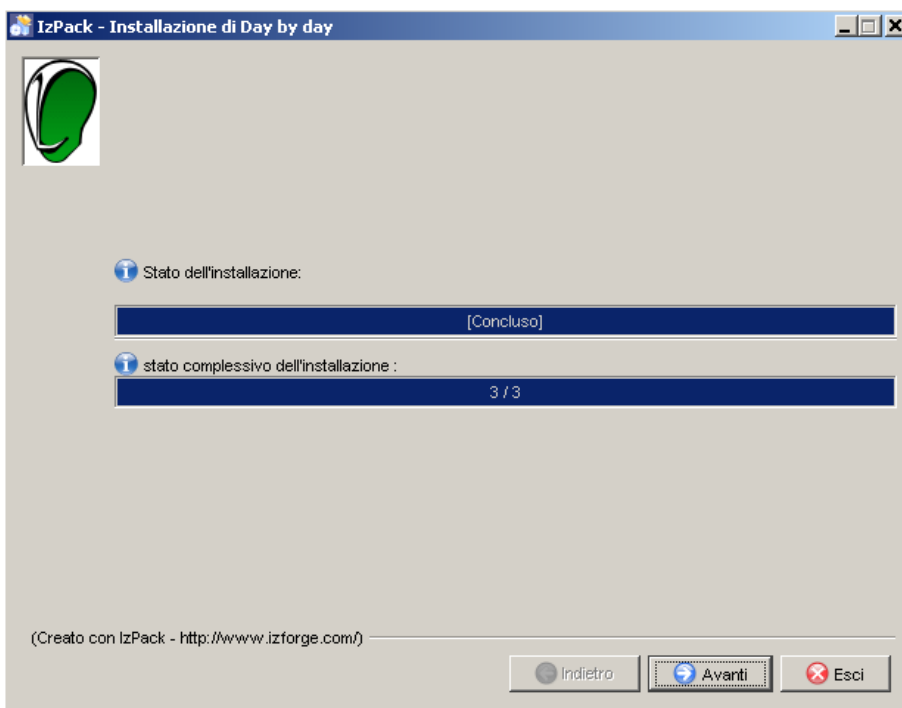 IzPack - Installazione di Day by day
Stato dell'installazione:
[Concluso]
stato complessivo dell'installazione :
3 / 3
(Creato con IzPack - http://www.izforge.com/)
Indietro
Avanti
Esci